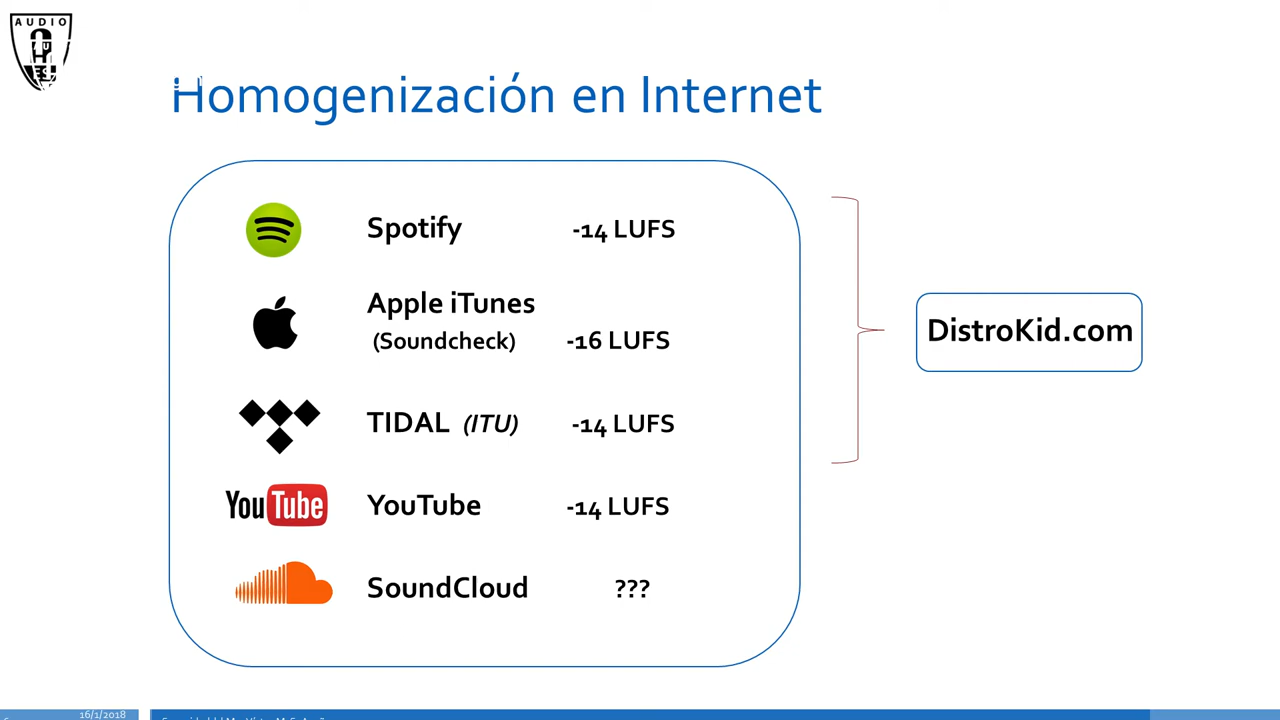 AUDIO
Homogenización en Internet
Spotify -14 LUFS
Apple iTunes
(Soundcheck) -16 LUFS
TIDAL (ITU) -14 LUFS
YouTube YouTube -14 LUFS
SoundCloud ???
DistroKid.com
16/1/2018